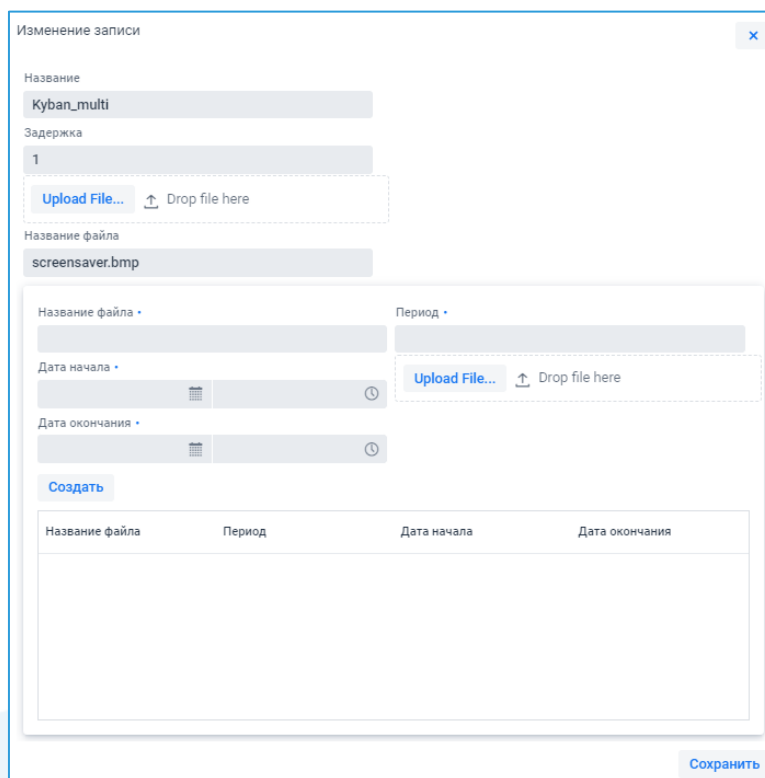 Изменение записи
Название
Kyban_multi
Задержка
1
Upload File... Drop file here
Название файла
screensaver.bmp
Название файла • Период •
Дата начала •
Upload File... Drop file here
Дата окончания •
Создать
Название файла Период Дата начала Дата окончания
Сохранить